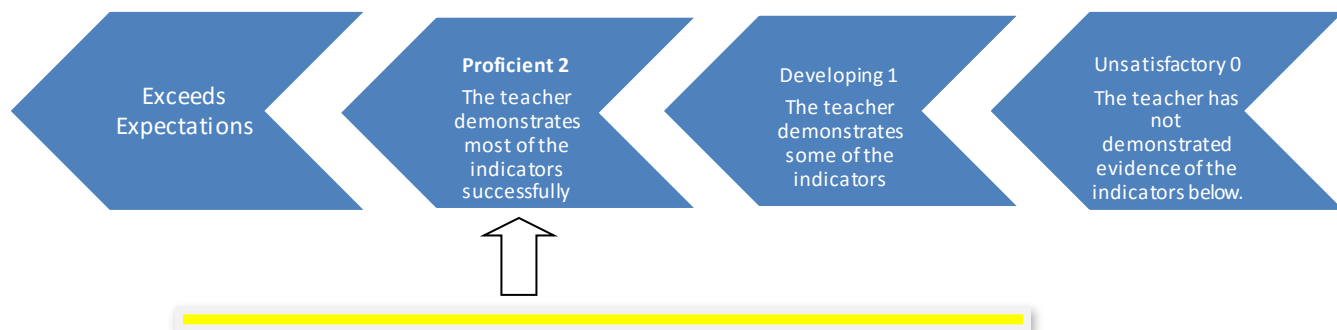 Exceeds
Expectations
Proficient 2
The teacher
demonstrates
most of the
indicators
successfully
Developing 1
The teacher
demonstrates
some of the
indicators
Unsatisfactory 0
The teacher has
not
demonstrated
evidence of the
indicators below.